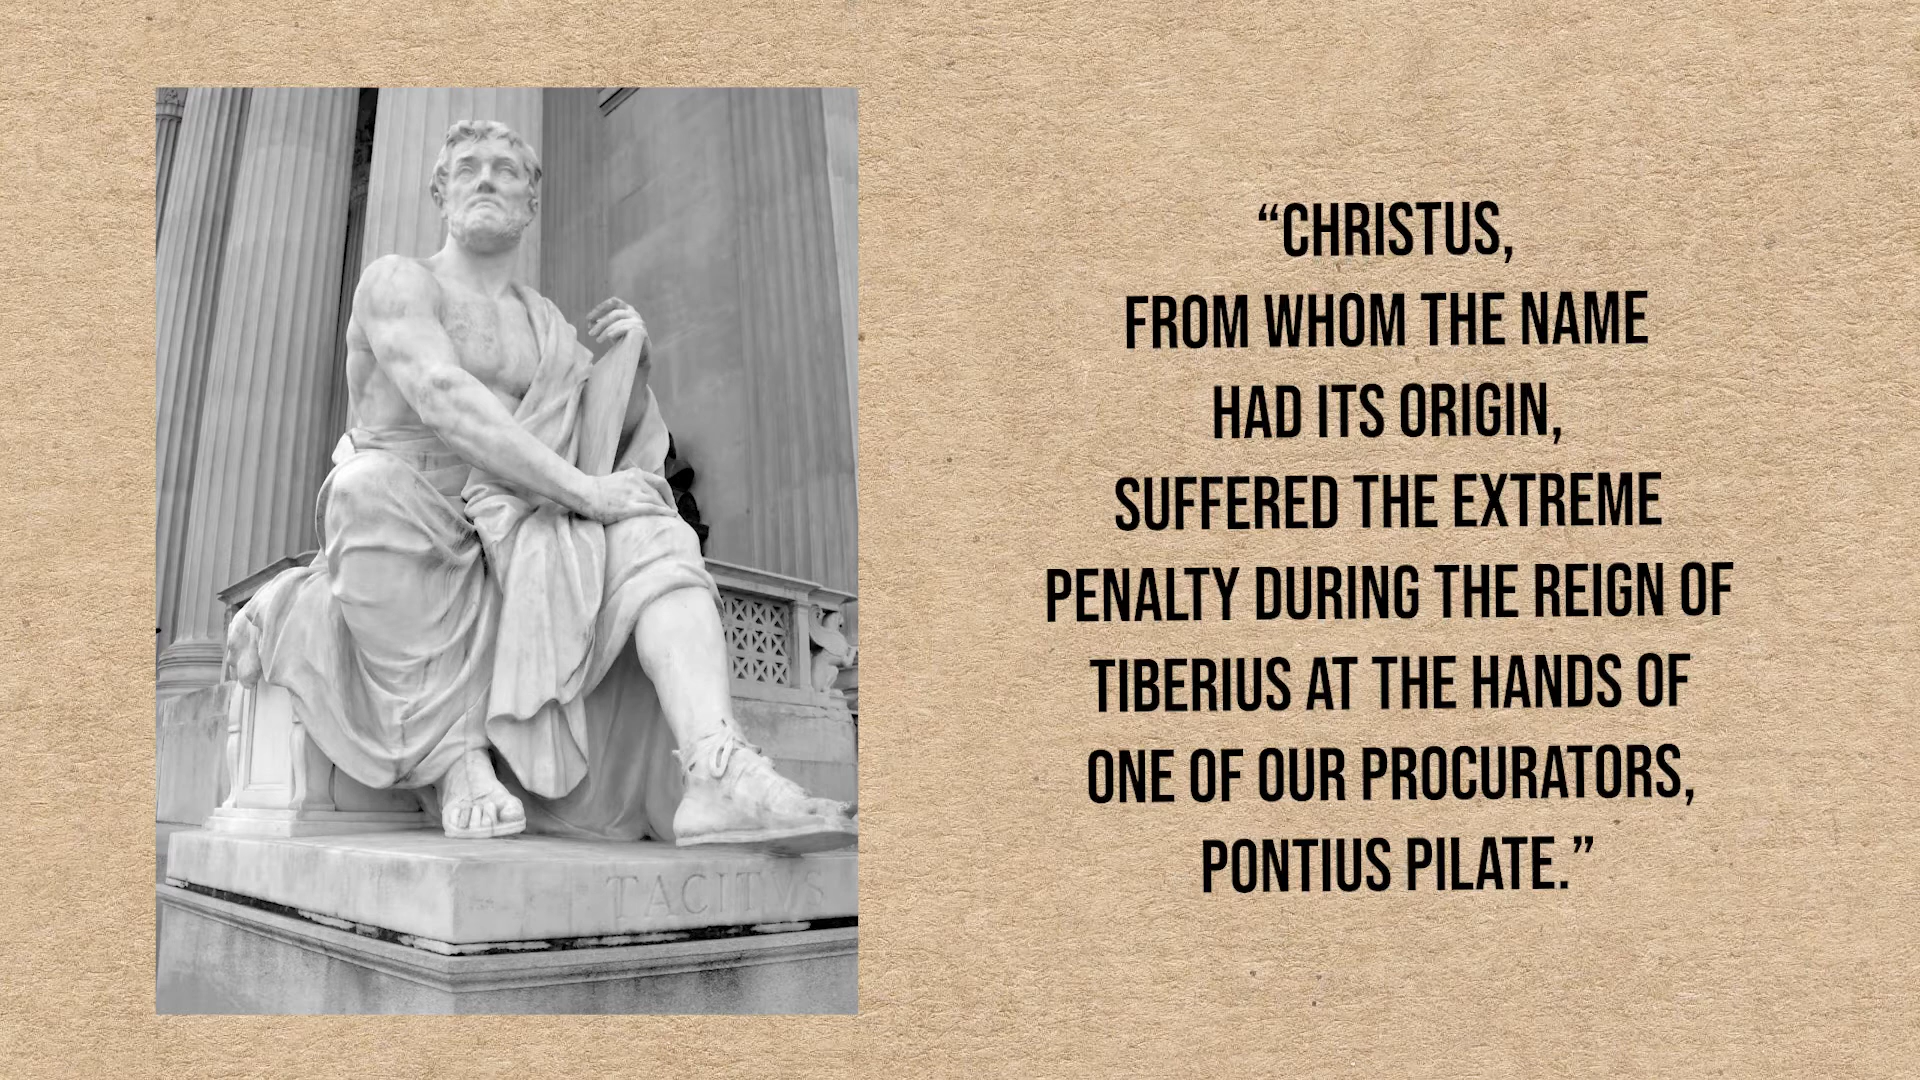 TACITVS
“CHRISTUS,
FROM WHOM THE NAME
HAD ITS ORIGIN,
SUFFERED THE EXTREME
PENALTY DURING THE REIGN OF
TIBERIUS AT THE HANDS OF
ONE OF OUR PROCURATORS,
PONTIUS PILATE.”